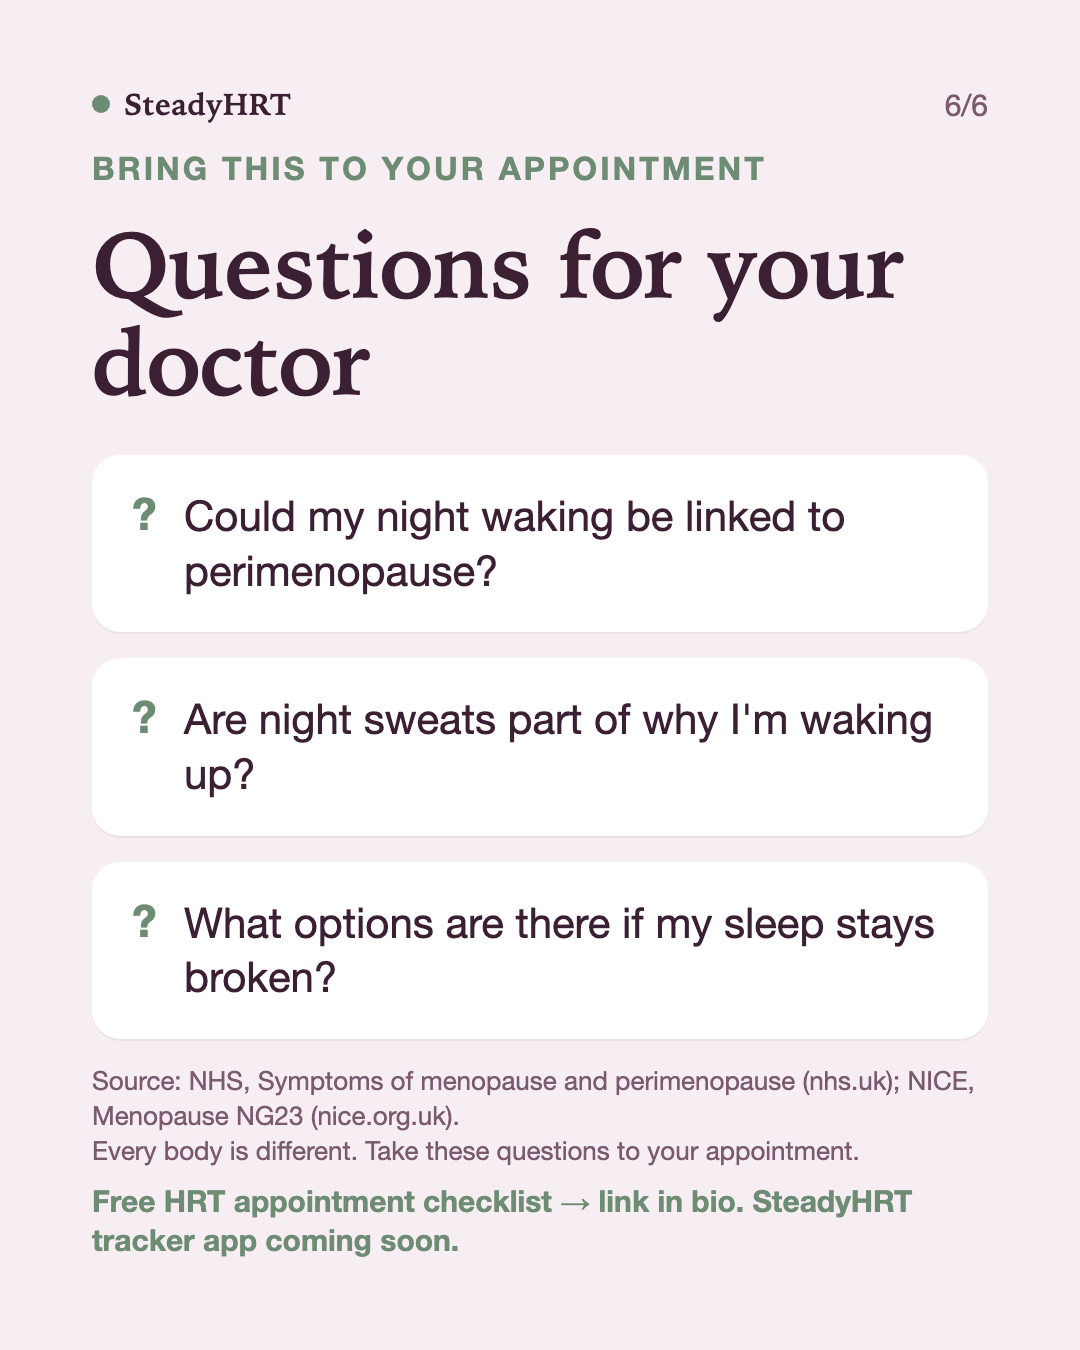 SteadyHRT
6/6
BRING THIS TO YOUR APPOINTMENT
Questions for your
doctor
? Could my night waking be linked to
perimenopause?
? Are night sweats part of why I'm waking
up?
? What options are there if my sleep stays
broken?
Source: NHS, Symptoms of menopause and perimenopause (nhs.uk); NICE,
Menopause NG23 (nice.org.uk).
Every body is different. Take these questions to your appointment.
Free HRT appointment checklist → link in bio. SteadyHRT
tracker app coming soon.